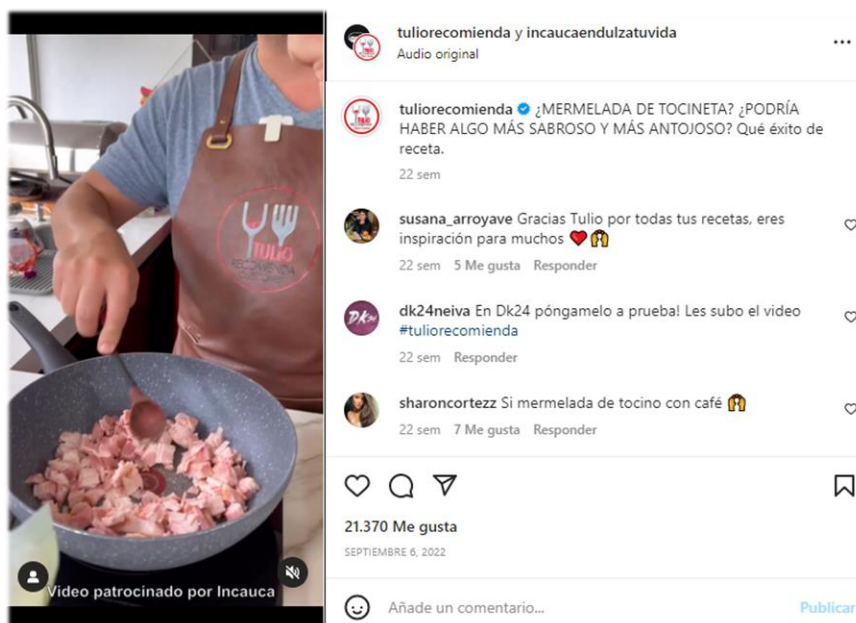 tuliorecomienda y incaucaendulzatuvida
Audio original
tuliorecomienda ¿MERMELADA DE TOCINETA? ¿PODRÍA
HABER ALGO MÁS SABROSO Y MÁS ANTOJOSO? Qué éxito de
receta.
22 sem
susana_arroyave Gracias Tulio por todas tus recetas, eres
inspiración para muchos
22 sem 5 Me gusta Responder
DK24
dk24neiva En Dk24 póngamelo a prueba! Les subo el video
#tuliorecomienda
22 sem Responder
sharoncortezz Si mermelada de tocino con café
22 sem 7 Me gusta Responder
21.370 Me gusta
SEPTIEMBRE 6, 2022
Añade un comentario...
Publicar
TULIO
RECOMIENDA
Video patrocinado por Incauca